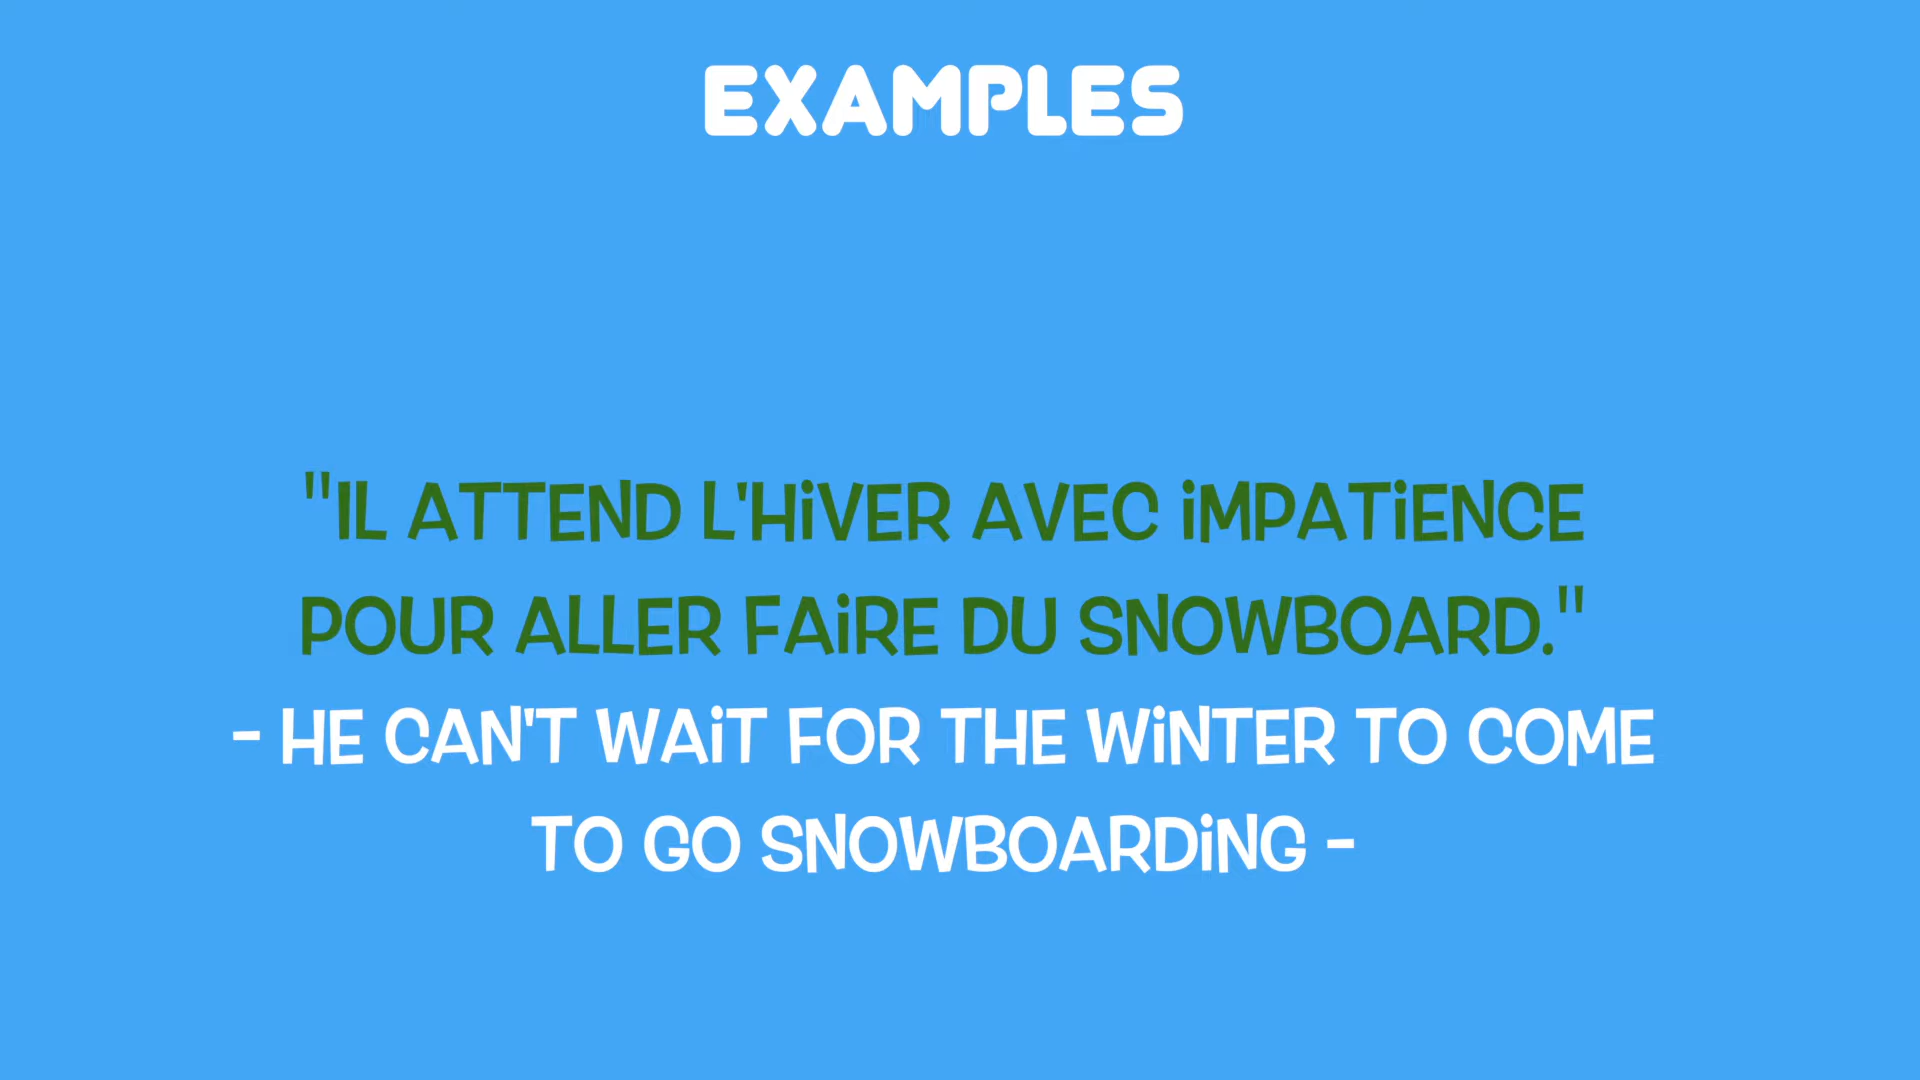 EXAMPLES
"IL ATTEND L'HiVER AVEC iMPATiENCE
POUR ALLER FAiRE DU SNOWBOARD."
- HE CAN'T WAiT FOR THE WiNTER TO COME
TO GO SNOWBOARDiNG -